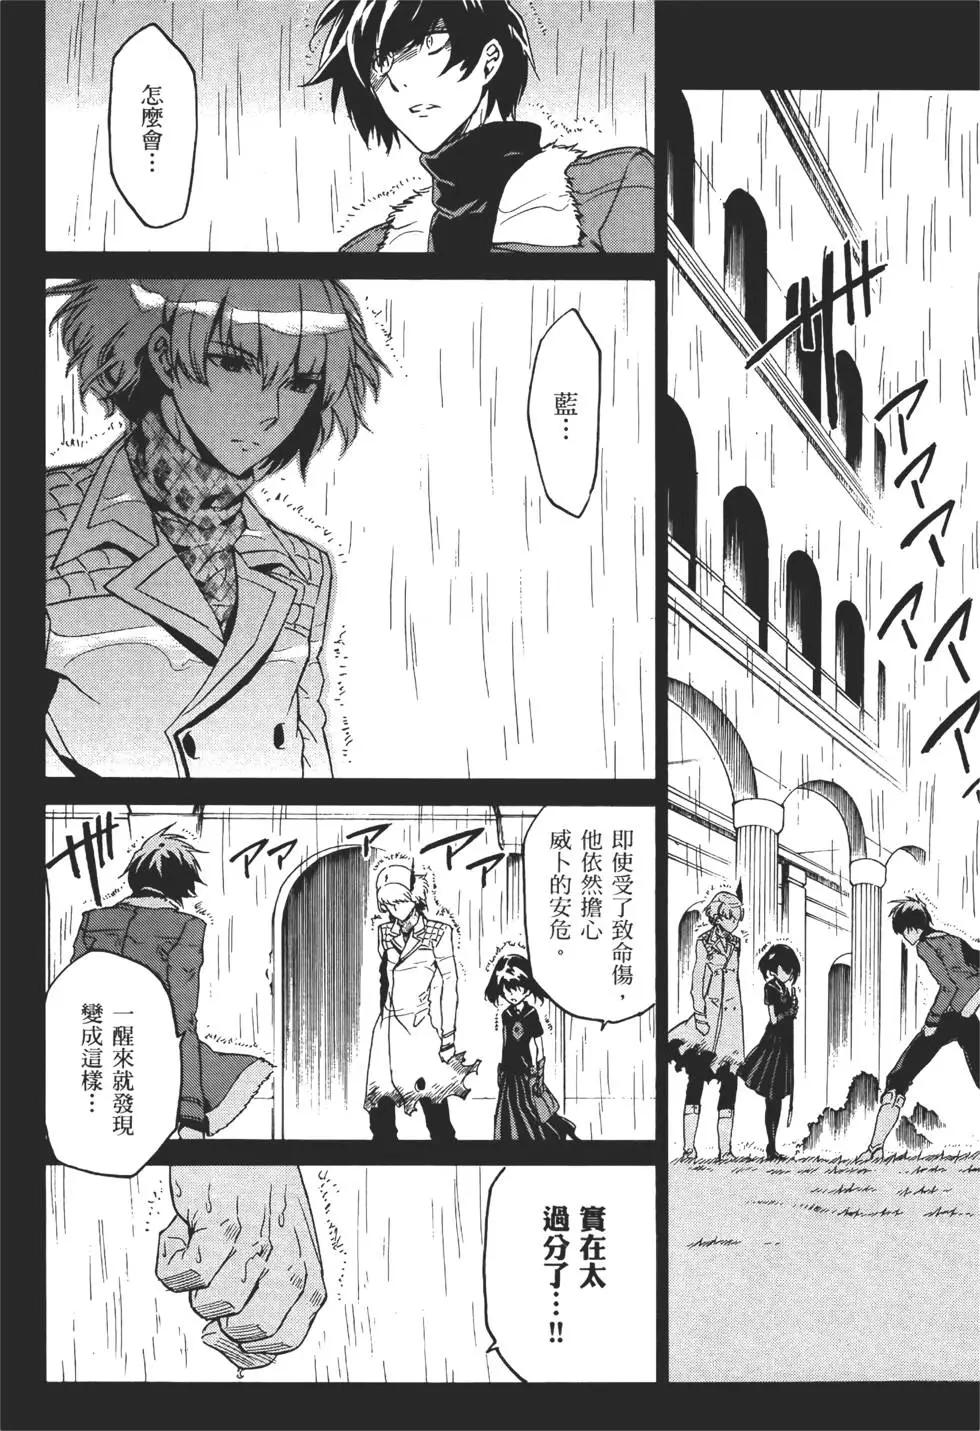 ザ
アアア
アア
怎麼會…
藍…
即使受了致命傷，
他依然擔心
威卜的安危。
ザアアア
一醒來就發現
變成這樣…
實在太
過分了…!!